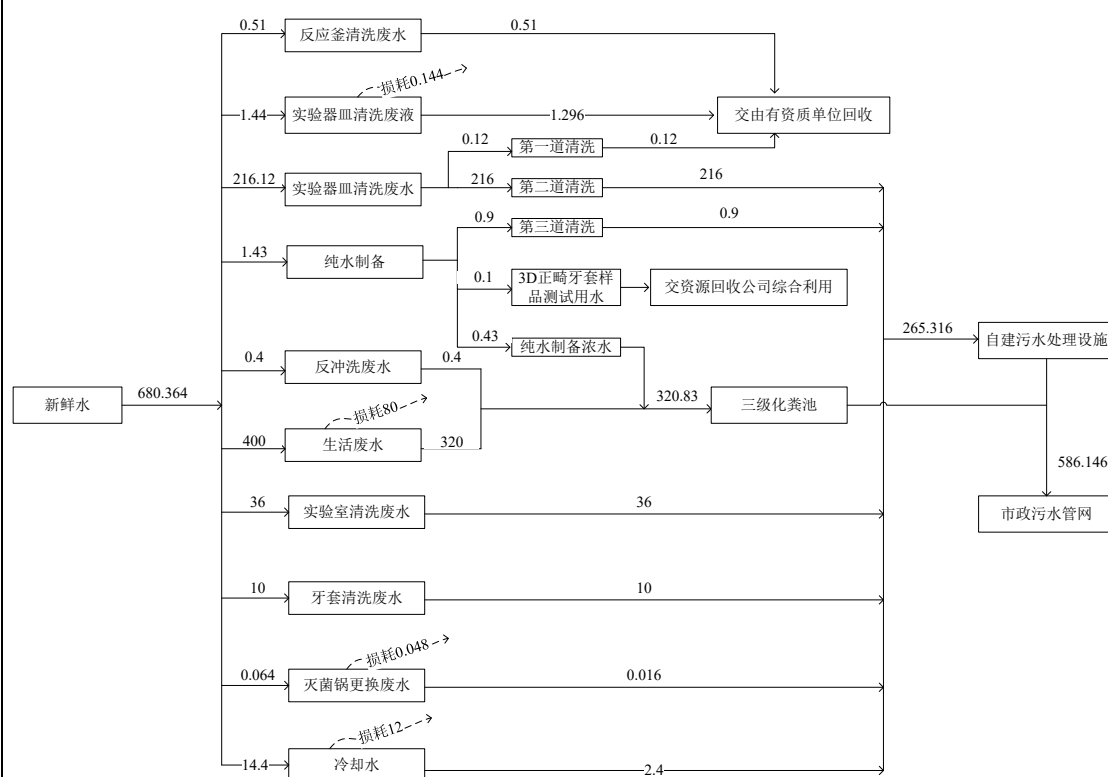 0.51
反应釜清洗废水
0.51
损耗0.144
1.44
实验器皿清洗废液
1.296
交由有资质单位回收
0.12
第一道清洗
0.12
216.12
实验器皿清洗废水
216
第二道清洗
216
0.9
第三道清洗
0.9
1.43
纯水制备
0.1
3D正畸牙套样
品测试用水
交资源回收公司综合利用
0.43
纯水制备浓水
265.316
自建污水处理设施
0.4
反冲洗废水
0.4
新鲜水
680.364
损耗80
320.83
三级化粪池
400
生活废水
320
586.146
36
实验室清洗废水
36
市政污水管网
10
牙套清洗废水
10
损耗0.048
0.064
灭菌锅更换废水
0.016
损耗12
14.4
冷却水
2.4